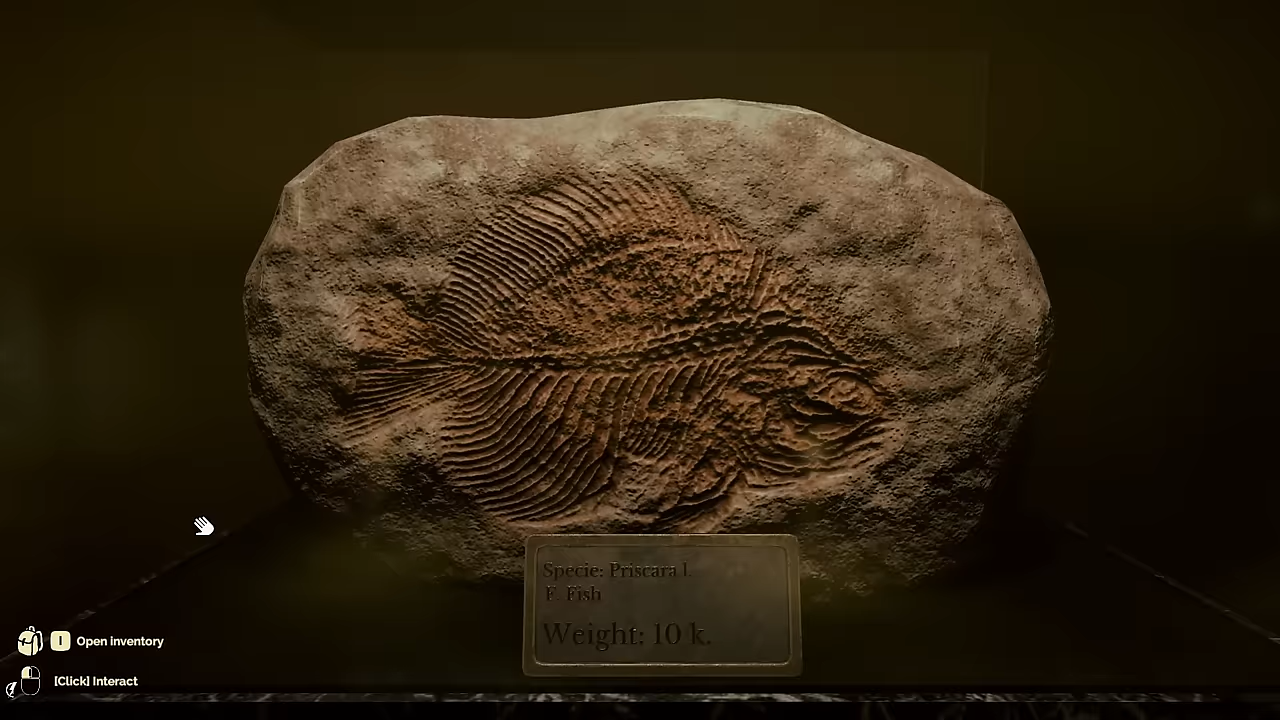 Specie: Priscara l.
F. Fish
Weight: 10 k.
I Open inventory
[Click] Interact